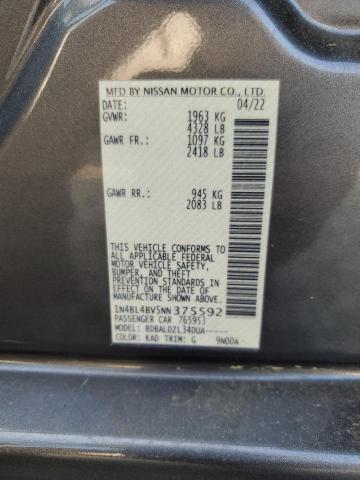 MFD BY NISSAN MOTOR CO., LTD.
DATE: 04/22
GVWR: 1963 KG
4328 LB
GAWR FR.: 1097 KG
2418 LB
GAWR RR.: 945 KG
2083 LB
THIS VEHICLE CONFORMS TO
ALL APPLICABLE FEDERAL
MOTOR VEHICLE SAFETY,
BUMPER, AND THEFT
PREVENTION STANDARDS IN
EFFECT ON THE DATE OF
MANUFACTURE SHOWN ABOVE.
1N4BL4BV5NN375592
PASSENGER CAR 765953
MODEL: BDBALDZL34DUA-----
COLOR: KAD TRIM: G 9N00A